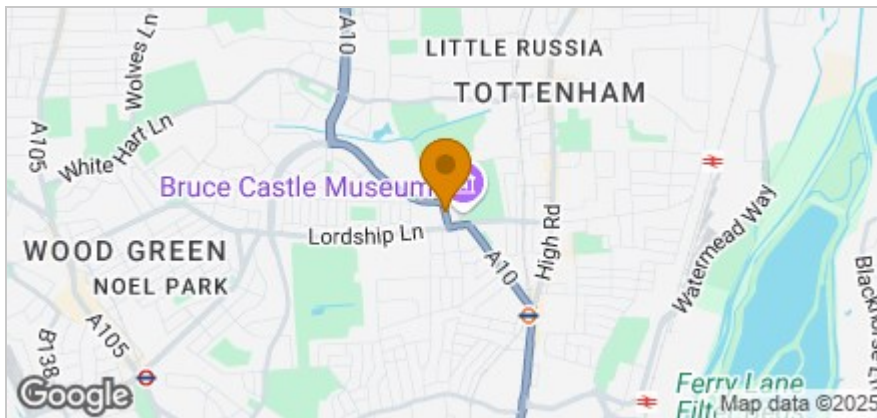 A10
LITTLE RUSSIA
TOTTENHAM
Wolves Ln
A105
White Hart Ln
Bruce Castle Museum
Lordship Ln
WOOD GREEN
NOEL PARK
A10
High Rd
Watermead Way
A105
B138
Ferry Lane
Google
Map data ©2025